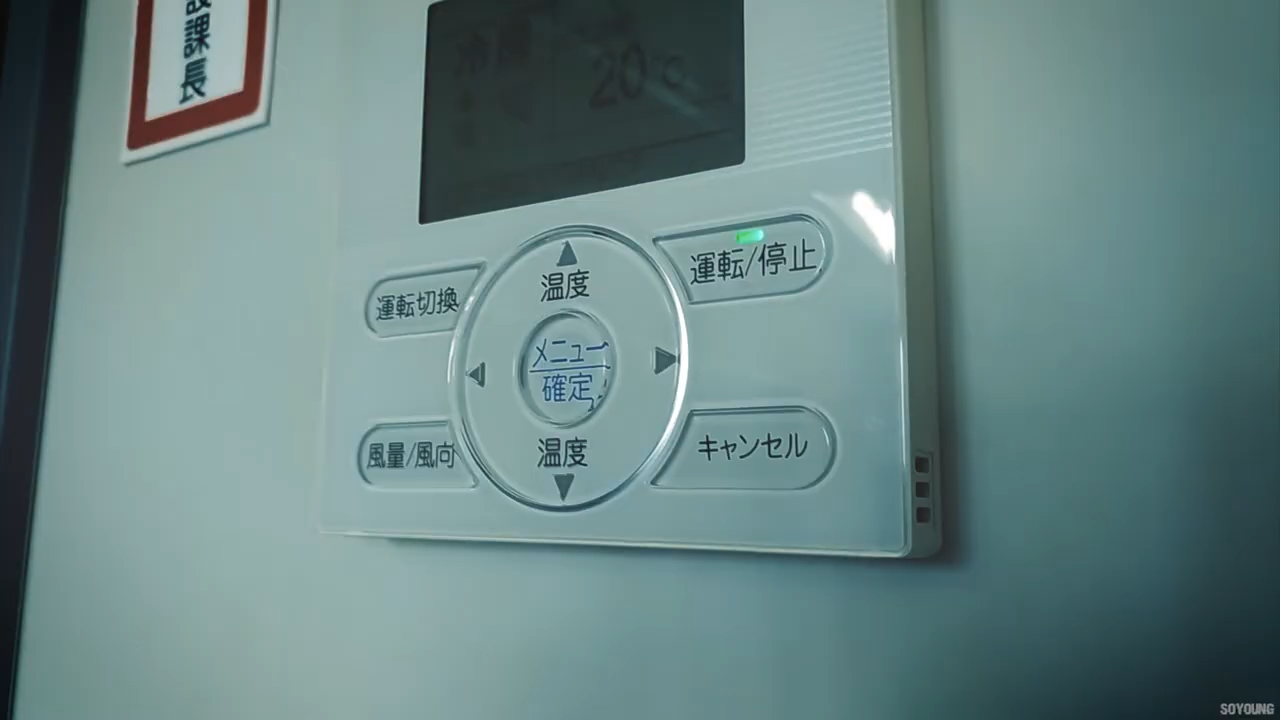 課長
冷房
20℃
運転/停止
温度
運転切換
メニュー
確定
風量/風向
温度
キャンセル
SOYOUNG